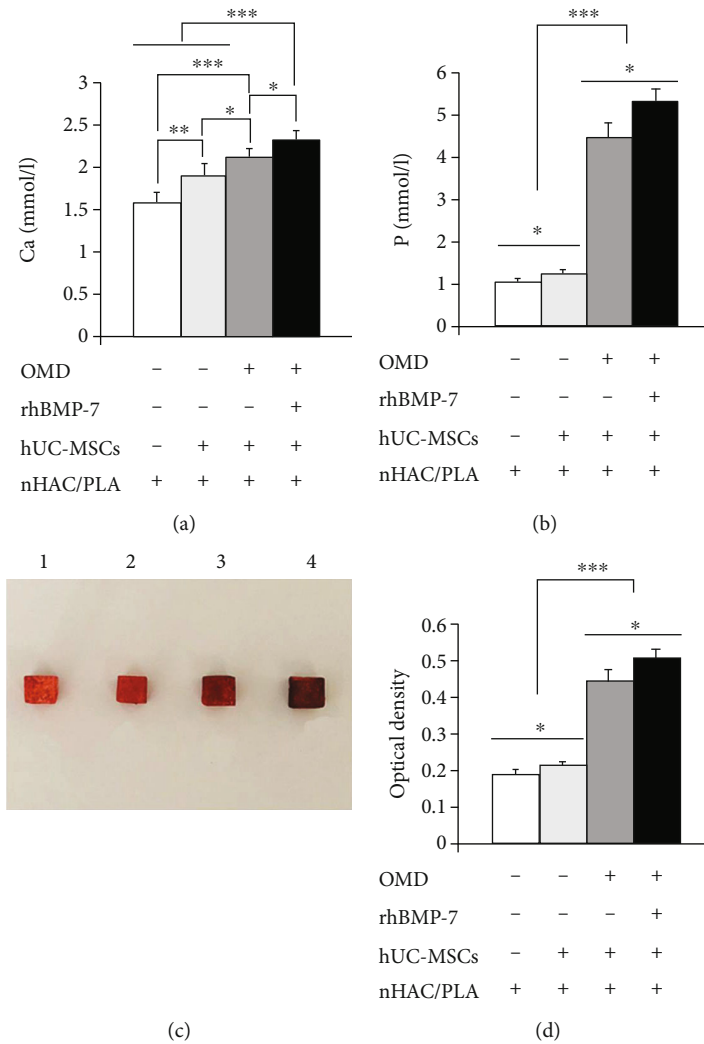 ***
***
*
**
*
3
2.5
2
1.5
1
0.5
0
Ca (mmol/l)
OMD – – + +
rhBMP-7 – – – +
hUC-MSCs – + + +
nHAC/PLA + + + +
(a)
***
*
*
6
5
4
3
2
1
0
P (mmol/l)
OMD – – + +
rhBMP-7 – – – +
hUC-MSCs – + + +
nHAC/PLA + + + +
(b)
1 2 3 4
(c)
***
*
*
0.6
0.5
0.4
0.3
0.2
0.1
0
Optical density
OMD – – + +
rhBMP-7 – – – +
hUC-MSCs – + + +
nHAC/PLA + + + +
(d)